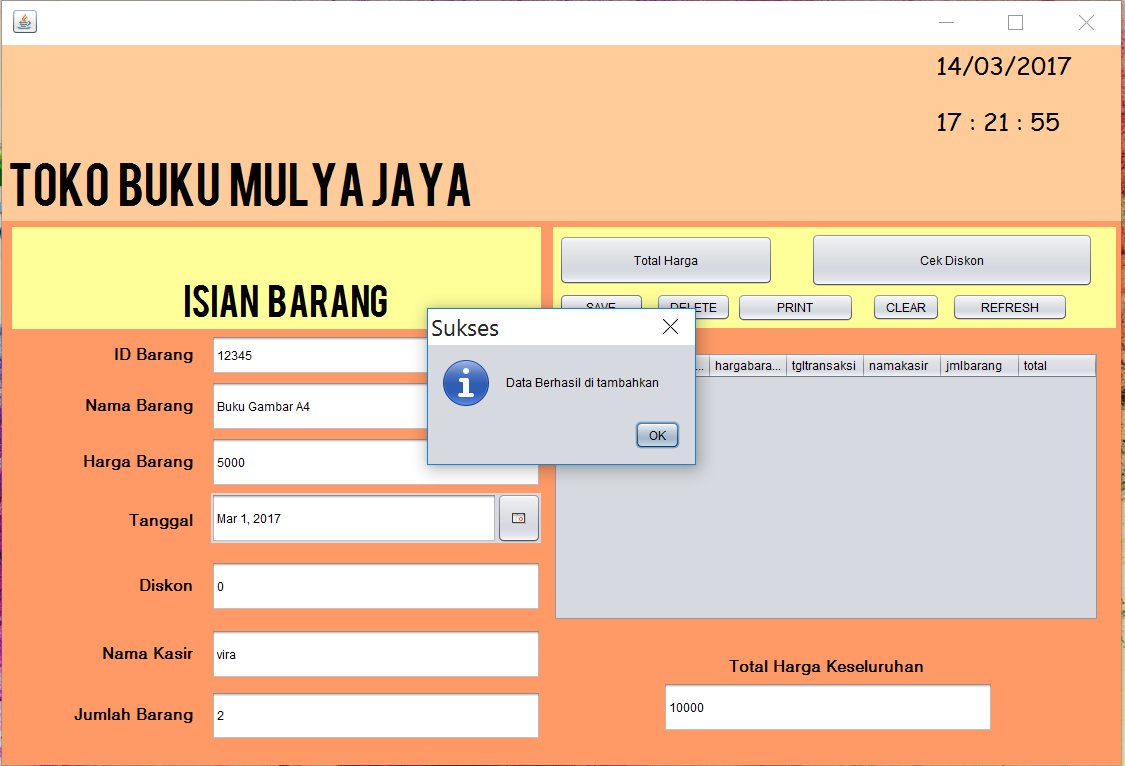 14/03/2017
17 : 21 : 55
TOKO BUKU MULYA JAYA
ISIAN BARANG
Total Harga
Cek Diskon
SAVE
DELETE
PRINT
CLEAR
REFRESH
Sukses
Data Berhasil di tambahkan
OK
ID Barang
12345
Nama Barang
Buku Gambar A4
Harga Barang
5000
Tanggal
Mar 1, 2017
Diskon
0
Nama Kasir
vira
Jumlah Barang
2
... hargabara... tgltransaksi namakasir jmlbarang total
Total Harga Keseluruhan
10000